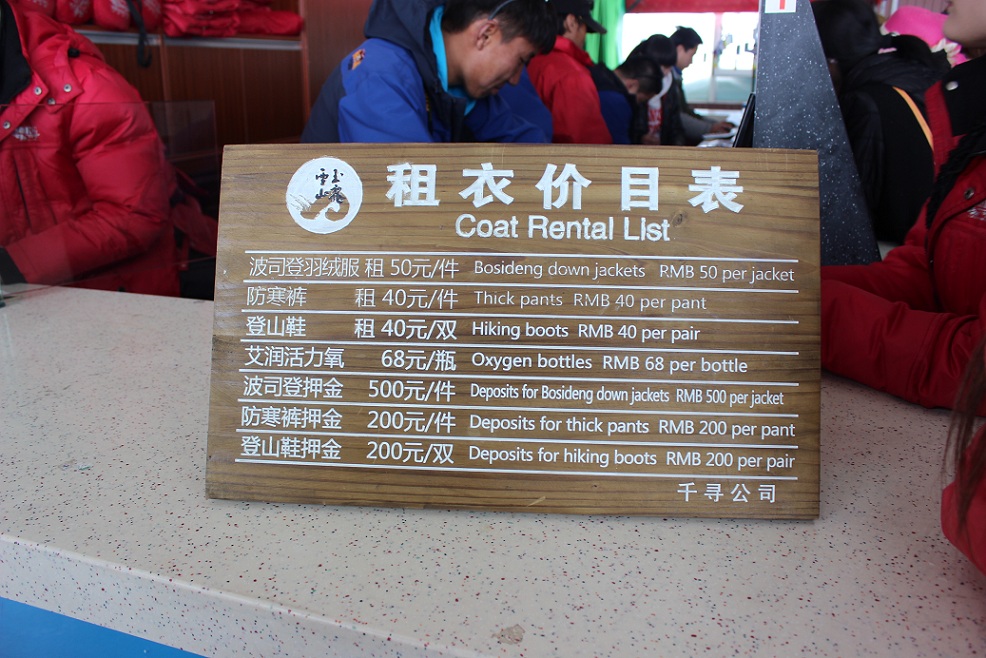 租衣价目表
Coat Rental LIst
波司登羽绒服 租 50元/件 Bosideng down jackets RMB 50 per jacket
防寒裤 租 40元/件 Thick pants RMB 40 per pant
登山鞋 租 40元/双 Hiking boots RMB 40 per pair
艾润活力氧 68元/瓶 Oxygen bottles RMB 68 per bottle
波司登押金 500元/件 Deposits for Bosideng down jackets RMB 500 per jacket
防寒裤押金 200元/件 Deposits for thick pants RMB 200 per pant
登山鞋押金 200元/双 Deposits for hiking boots RMB 200 per pair
千寻公司